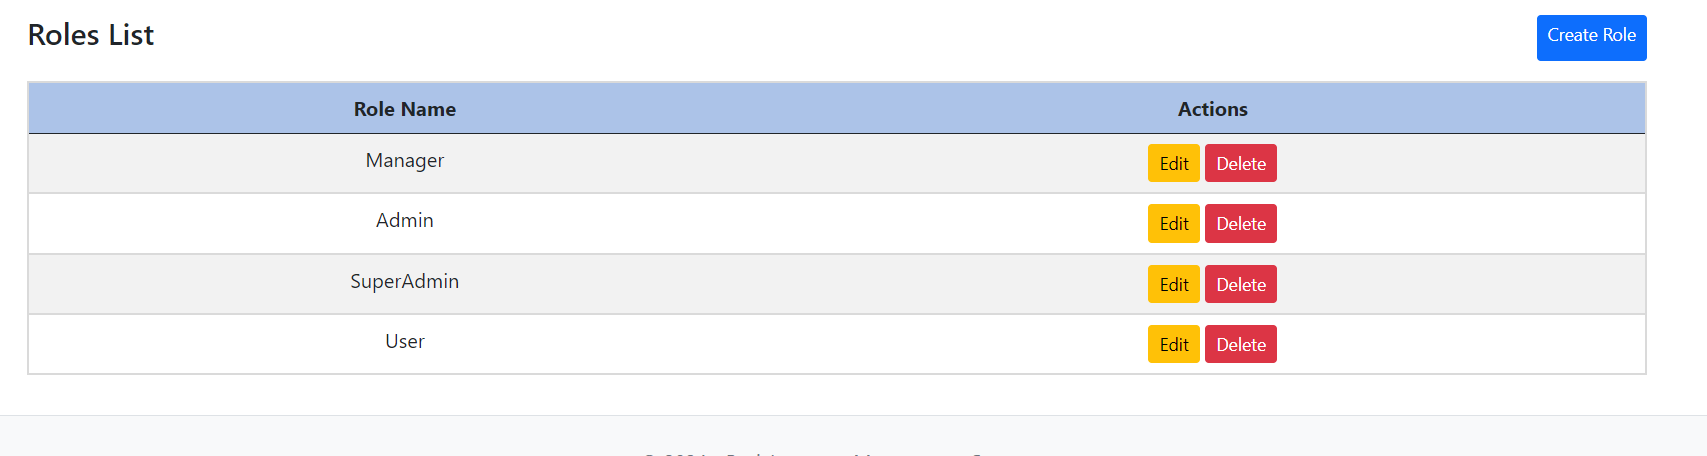 Roles List
Create Role
Role Name Actions
Manager Edit Delete
Admin Edit Delete
SuperAdmin Edit Delete
User Edit Delete